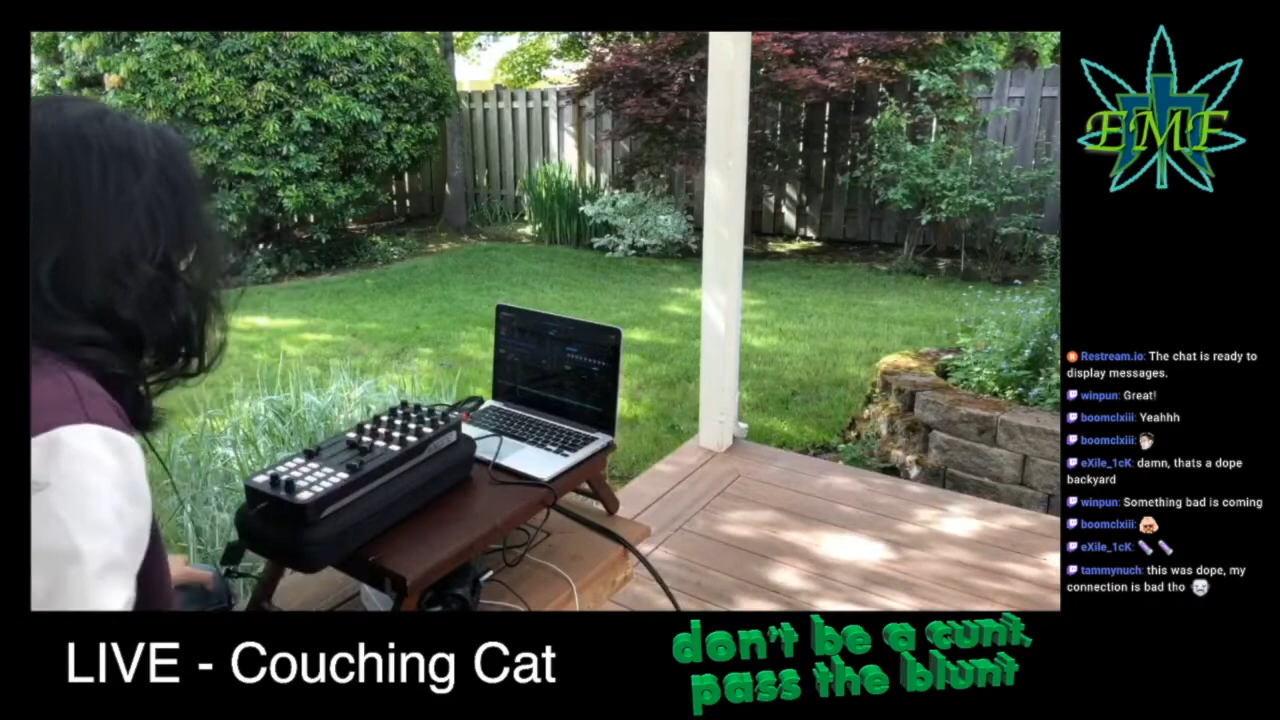 EMF
Restream.io: The chat is ready to
display messages.
winpun: Great!
boomclxiii: Yeahhh
boomclxiii:
eXile_1cK: damn, thats a dope
backyard
winpun: Something bad is coming
boomclxiii:
eXile_1cK:
tammynuch: this was dope, my
connection is bad tho
LIVE - Couching Cat
don't be a cunt,
pass the blunt